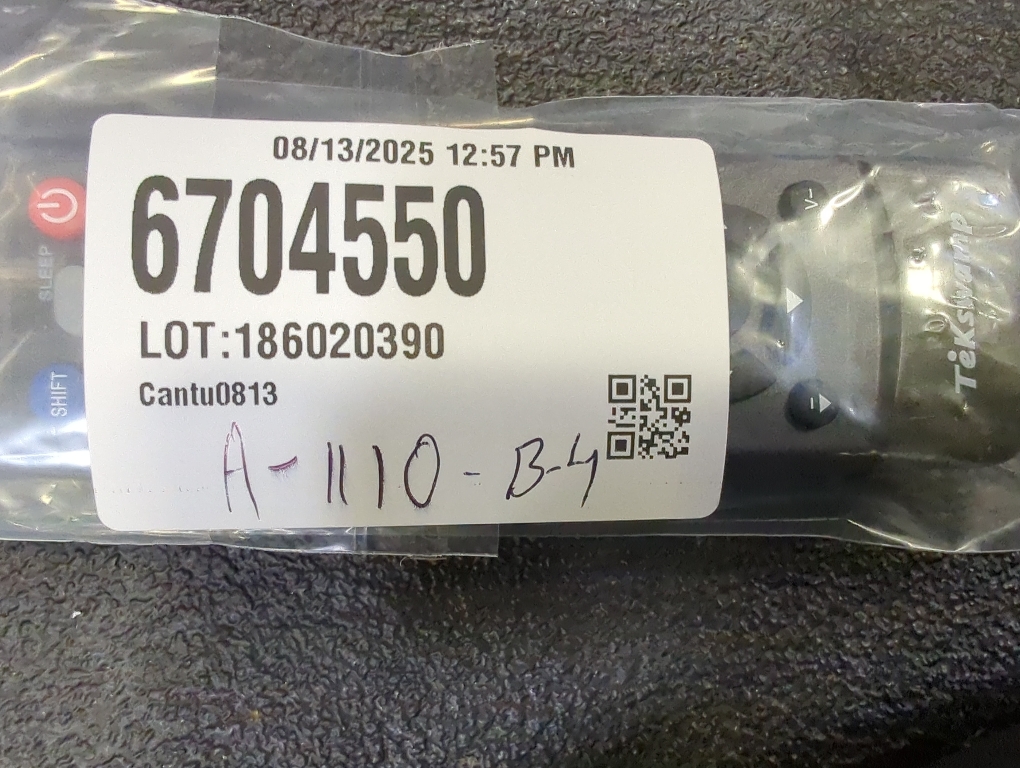 08/13/2025 12:57 PM
6704550
LOT:186020390
Cantu0813
A-1110-B-4
SLEEP
SHIFT
V-
TeKswamp